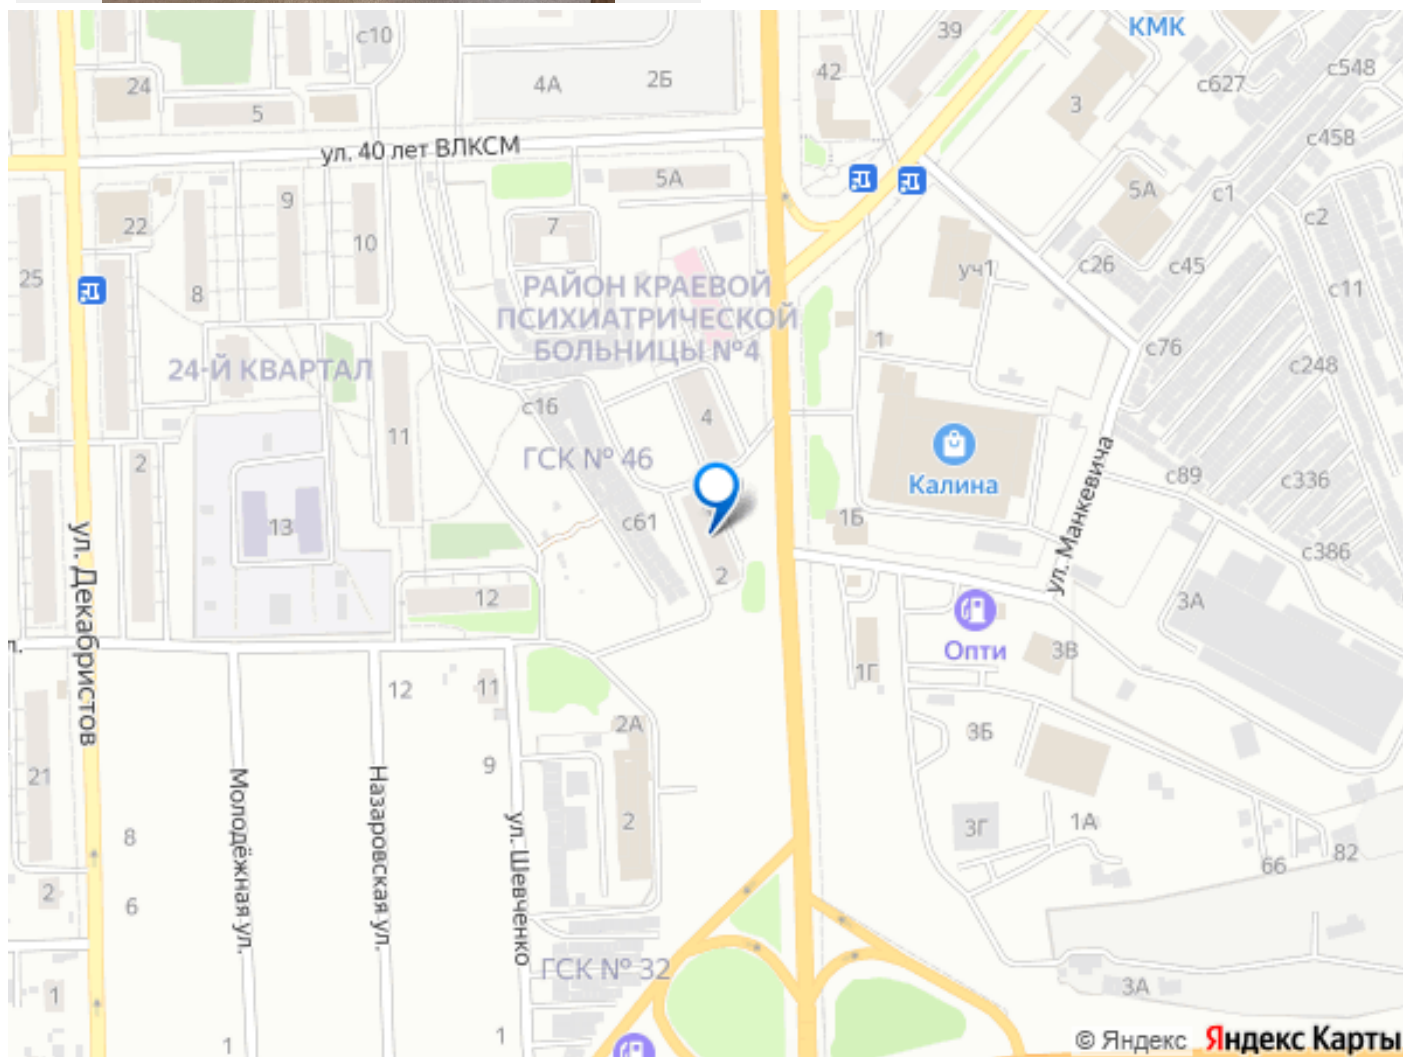 КМК
39
с10
42
с548
24
4А
2Б
с627
3
5
с458
ул. 40 лет ВЛКСМ
5А
5А
с1
9
22
7
с2
10
25
уч1
с26
с45
8
РАЙОН КРАЕВОЙ
ПСИХИАТРИЧЕСКОЙ
БОЛЬНИЦЫ №4
с11
1
с76
24-Й КВАРТАЛ
с248
с16
4
11
2
ГСК № 46
Калина
ул. Манкевича
с89
с336
13
с61
1Б
с386
ул. Декабристов
2
12
3А
Опти
3В
1Г
12
11
2А
3Б
9
21
Молодёжная ул.
Назаровская ул.
ул. Шевченко
2
3Г
1А
8
66
82
2
6
ГСК № 32
1
3А
1
1
© Яндекс Яндекс Карты